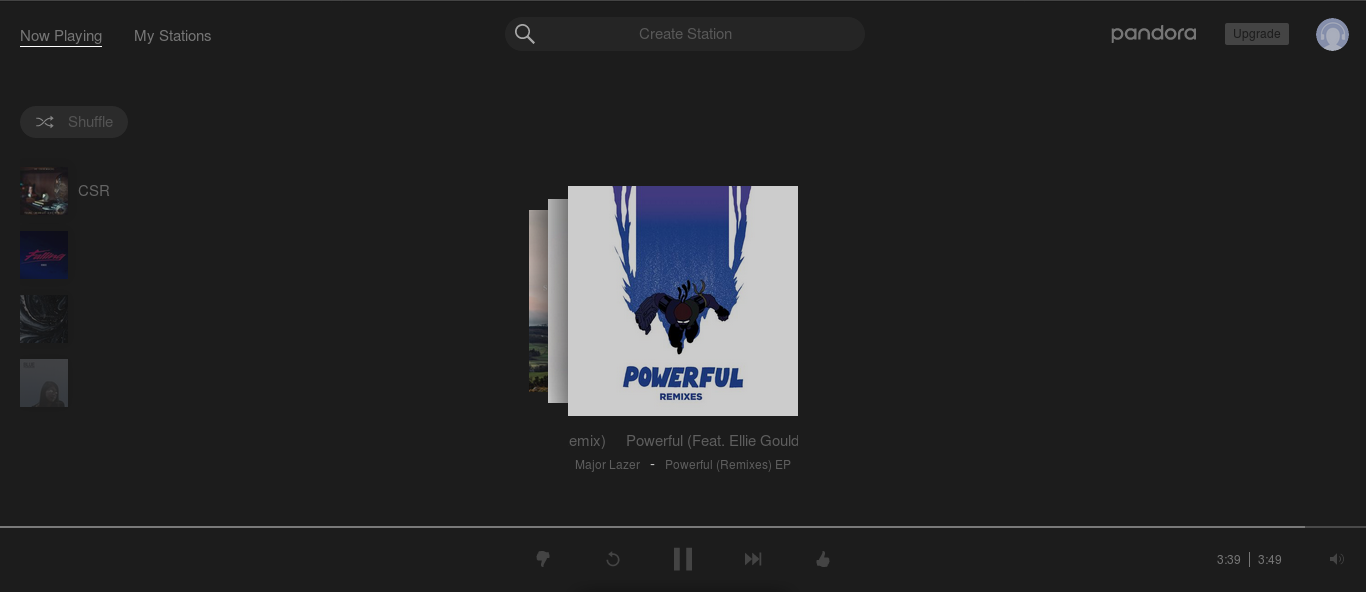 Now Playing
My Stations
Create Station
pandora
Upgrade
Shuffle
CSR
POWERFUL
REMIXES
emix) Powerful (Feat. Ellie Gould
Major Lazer - Powerful (Remixes) EP
3:39 | 3:49